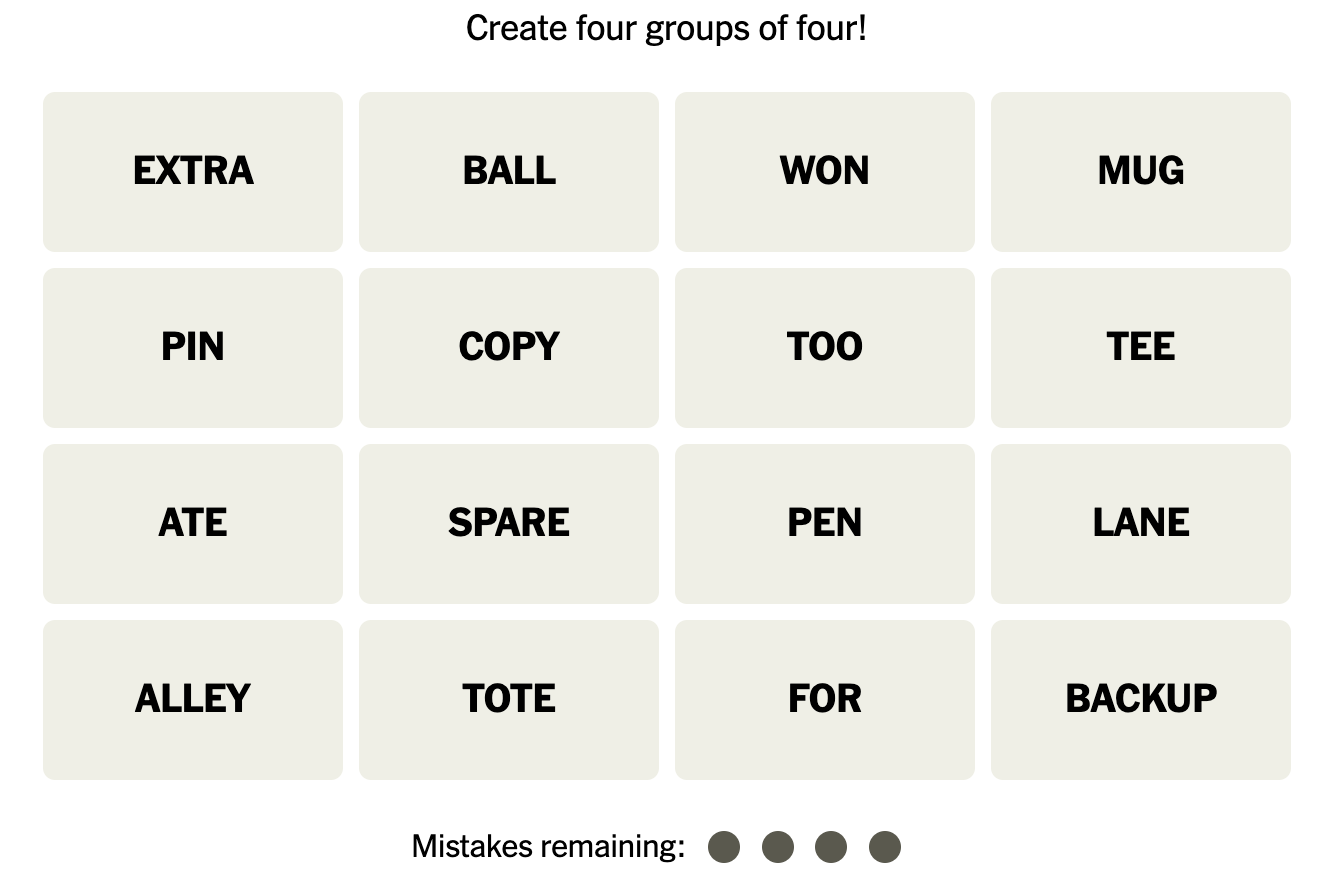 Create four groups of four!
EXTRA BALL WON MUG
PIN COPY TOO TEE
ATE SPARE PEN LANE
ALLEY TOTE FOR BACKUP
Mistakes remaining: